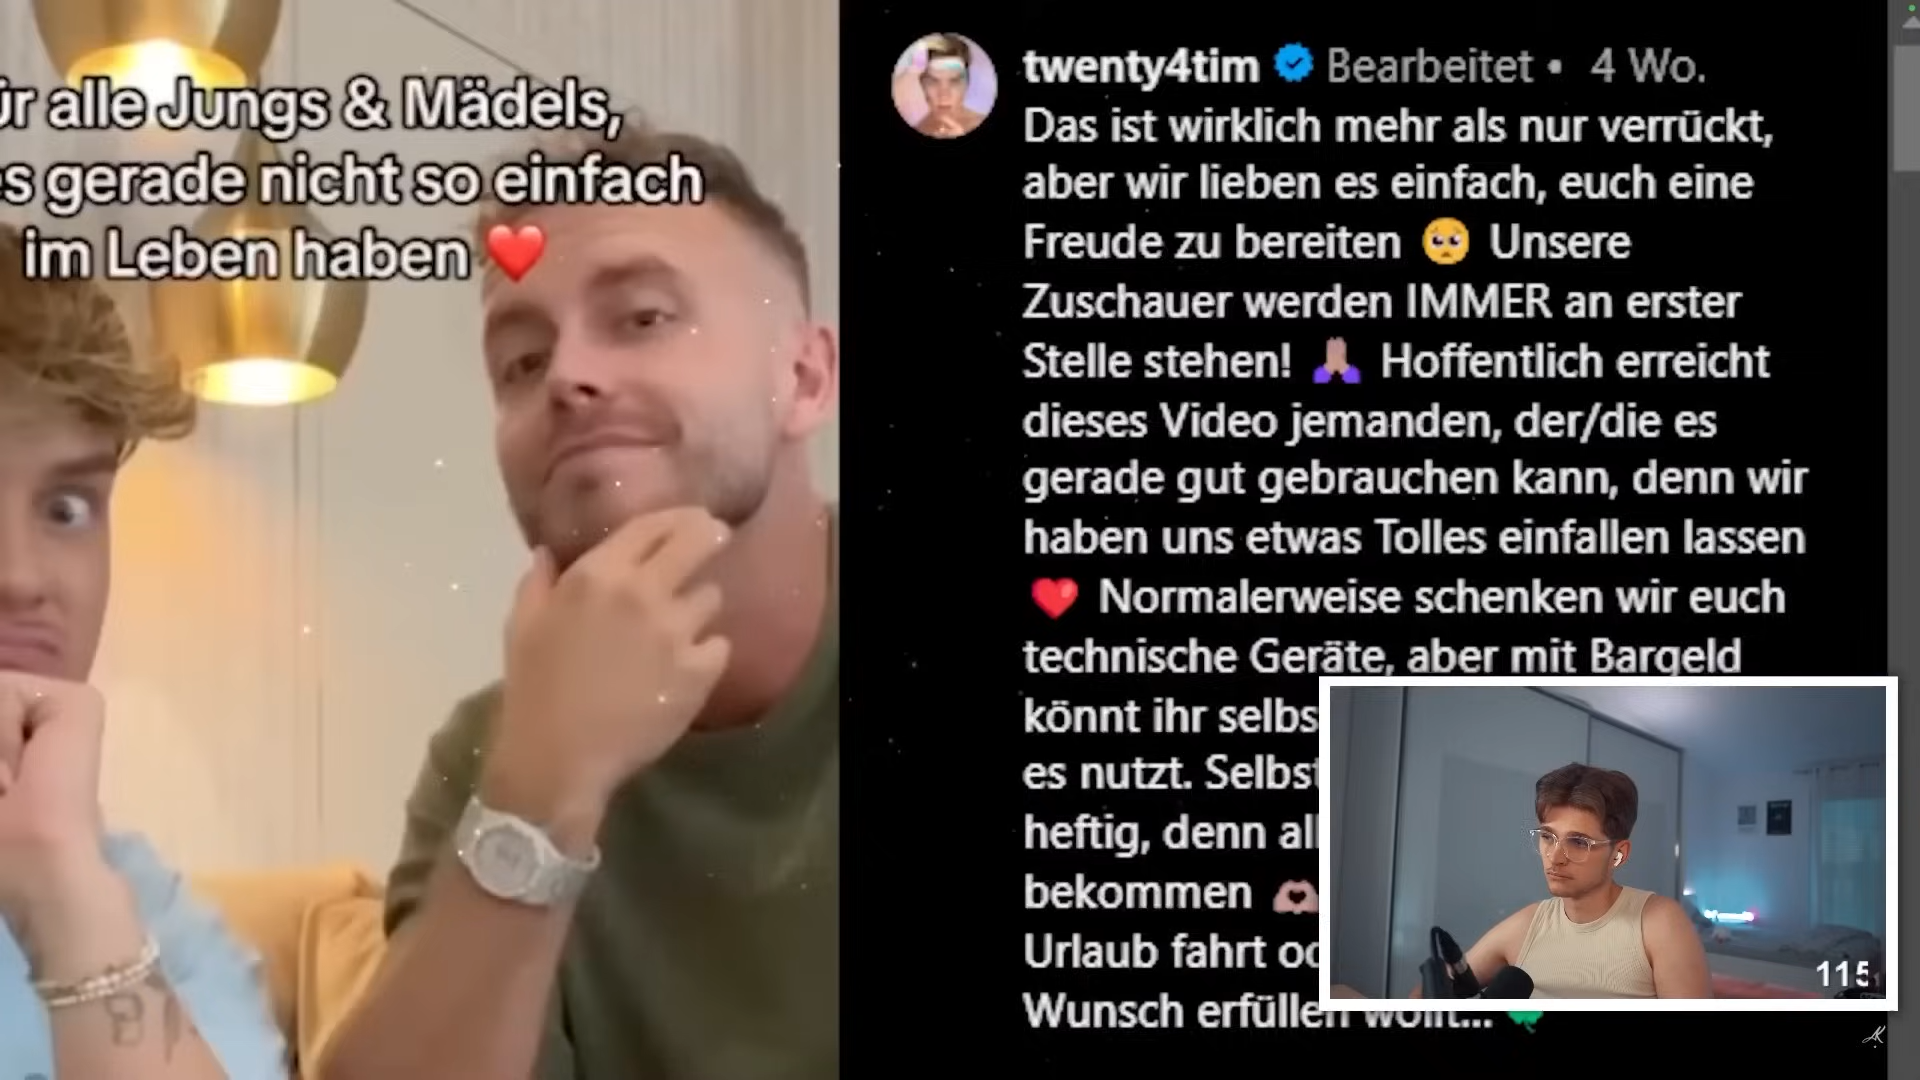 ür alle Jungs & Mädels,
es gerade nicht so einfach
im Leben haben ❤️
twenty4tim Bearbeitet • 4 Wo.
Das ist wirklich mehr als nur verrückt,
aber wir lieben es einfach, euch eine
Freude zu bereiten 🥺 Unsere
Zuschauer werden IMMER an erster
Stelle stehen! 🙏🏼 Hoffentlich erreicht
dieses Video jemanden, der/die es
gerade gut gebrauchen kann, denn wir
haben uns etwas Tolles einfallen lassen
❤️ Normalerweise schenken wir euch
technische Geräte, aber mit Bargeld
könnt ihr selbs
es nutzt. Selbst
heftig, denn all
bekommen 🫶🏼
Urlaub fahrt oc
Wunsch erfüllen wollt... 🍀
115